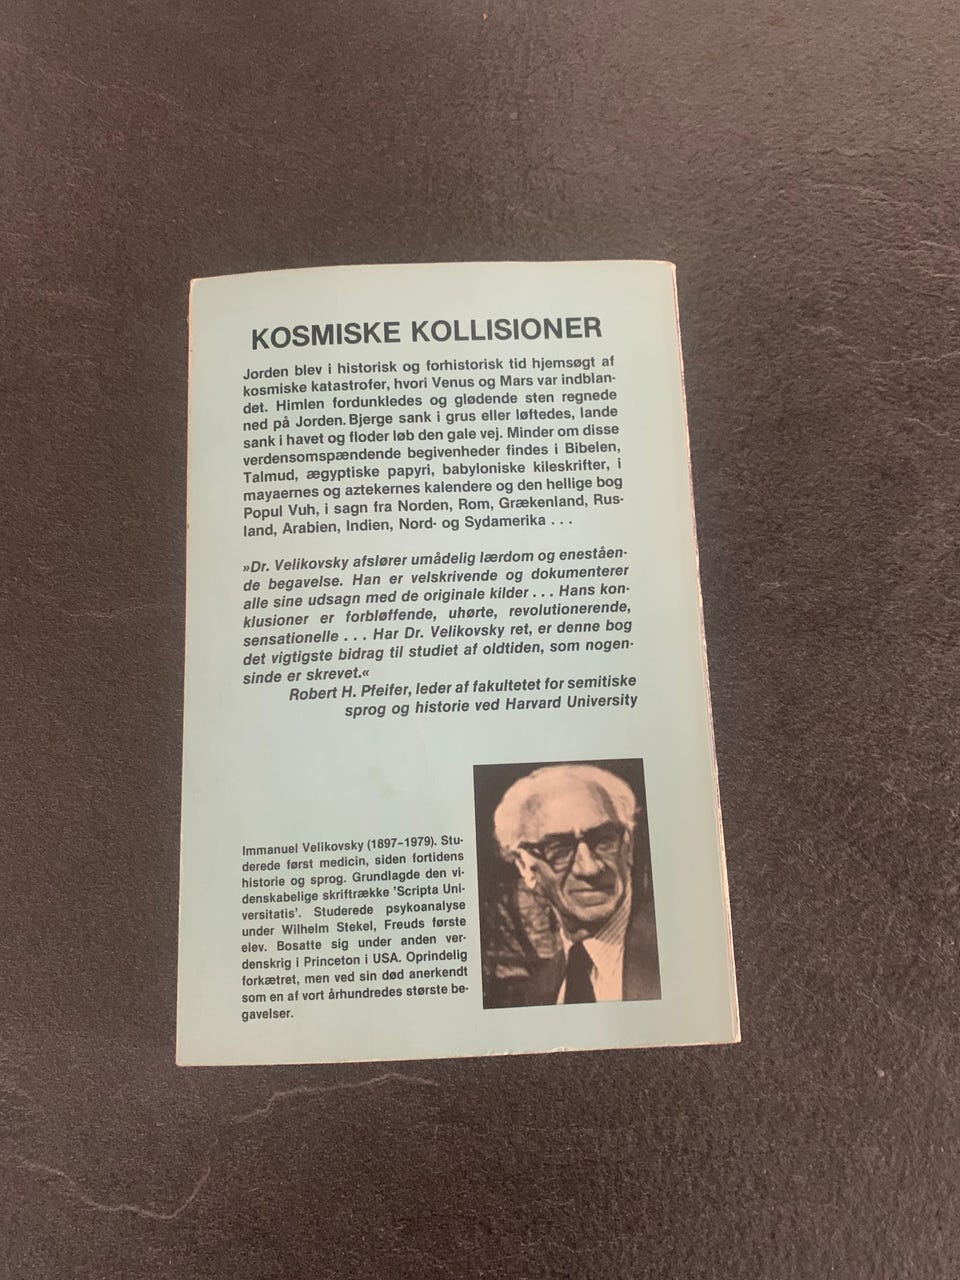 KOSMISKE KOLLISIONER
Jorden blev i historisk og forhistorisk tid hjemsøgt af
kosmiske katastrofer, hvori Venus og Mars var indblan-
det. Himlen fordunkledes og glødende sten regnede
ned på Jorden. Bjerge sank i grus eller løftedes, lande
sank i havet og floder løb den gale vej. Minder om disse
verdensomspændende begivenheder findes i Bibelen,
Talmud, ægyptiske papyri, babyloniske kileskrifter, i
mayaernes og aztekernes kalendere og den hellige bog
Popul Vuh, i sagn fra Norden, Rom, Grækenland, Rus-
land, Arabien, Indien, Nord- og Sydamerika . . .
»Dr. Velikovsky afslører umådelig lærdom og eneståen-
de begavelse. Han er velskrivende og dokumenterer
alle sine udsagn med de originale kilder . . . Hans kon-
klusioner er forbløffende, uhørte, revolutionerende,
sensationelle . . . Har Dr. Velikovsky ret, er denne bog
det vigtigste bidrag til studiet af oldtiden, som nogen-
sinde er skrevet.«
Robert H. Pfeifer, leder af fakultetet for semitiske
sprog og historie ved Harvard University
Immanuel Velikovsky (1897-1979). Stu-
derede først medicin, siden fortidens
historie og sprog. Grundlagde den vi-
denskabelige skriftrække 'Scripta Uni-
versitatis'. Studerede psykoanalyse
under Wilhelm Stekel, Freuds første
elev. Bosatte sig under anden ver-
denskrig i Princeton i USA. Oprindelig
forkætret, men ved sin død anerkendt
som en af vort århundredes største be-
gavelser.